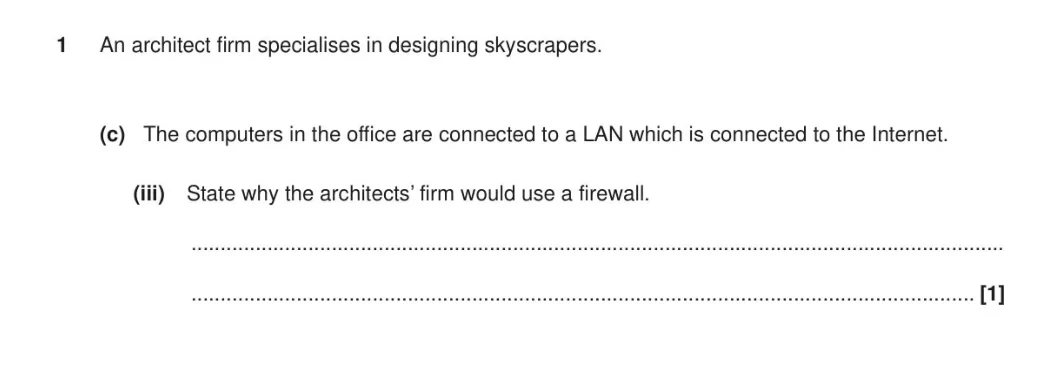 1 An architect firm specialises in designing skyscrapers.
(c) The computers in the office are connected to a LAN which is connected to the Internet.
(iii) State why the architects’ firm would use a firewall.
..........................................................................................................................................
..................................................................................................................................... [1]